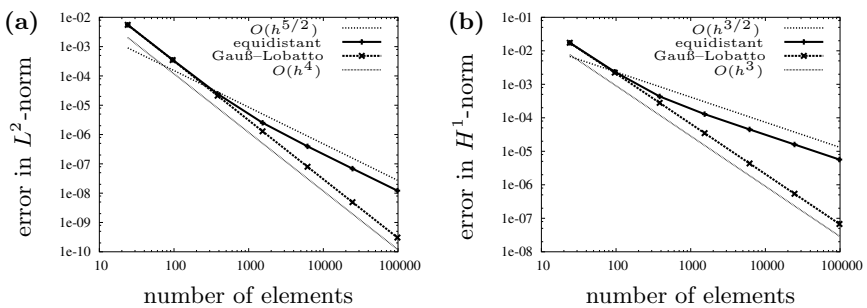 (a)
1e-02
1e-03
1e-04
1e-05
1e-06
1e-07
1e-08
1e-09
1e-10
error in L²-norm
O(h^{5/2})
equidistant
Gauß–Lobatto
O(h⁴)
10
100
1000
10000
100000
number of elements
(b)
1e-01
1e-02
1e-03
1e-04
1e-05
1e-06
1e-07
1e-08
error in H¹-norm
O(h^{3/2})
equidistant
Gauß–Lobatto
O(h³)
10
100
1000
10000
100000
number of elements